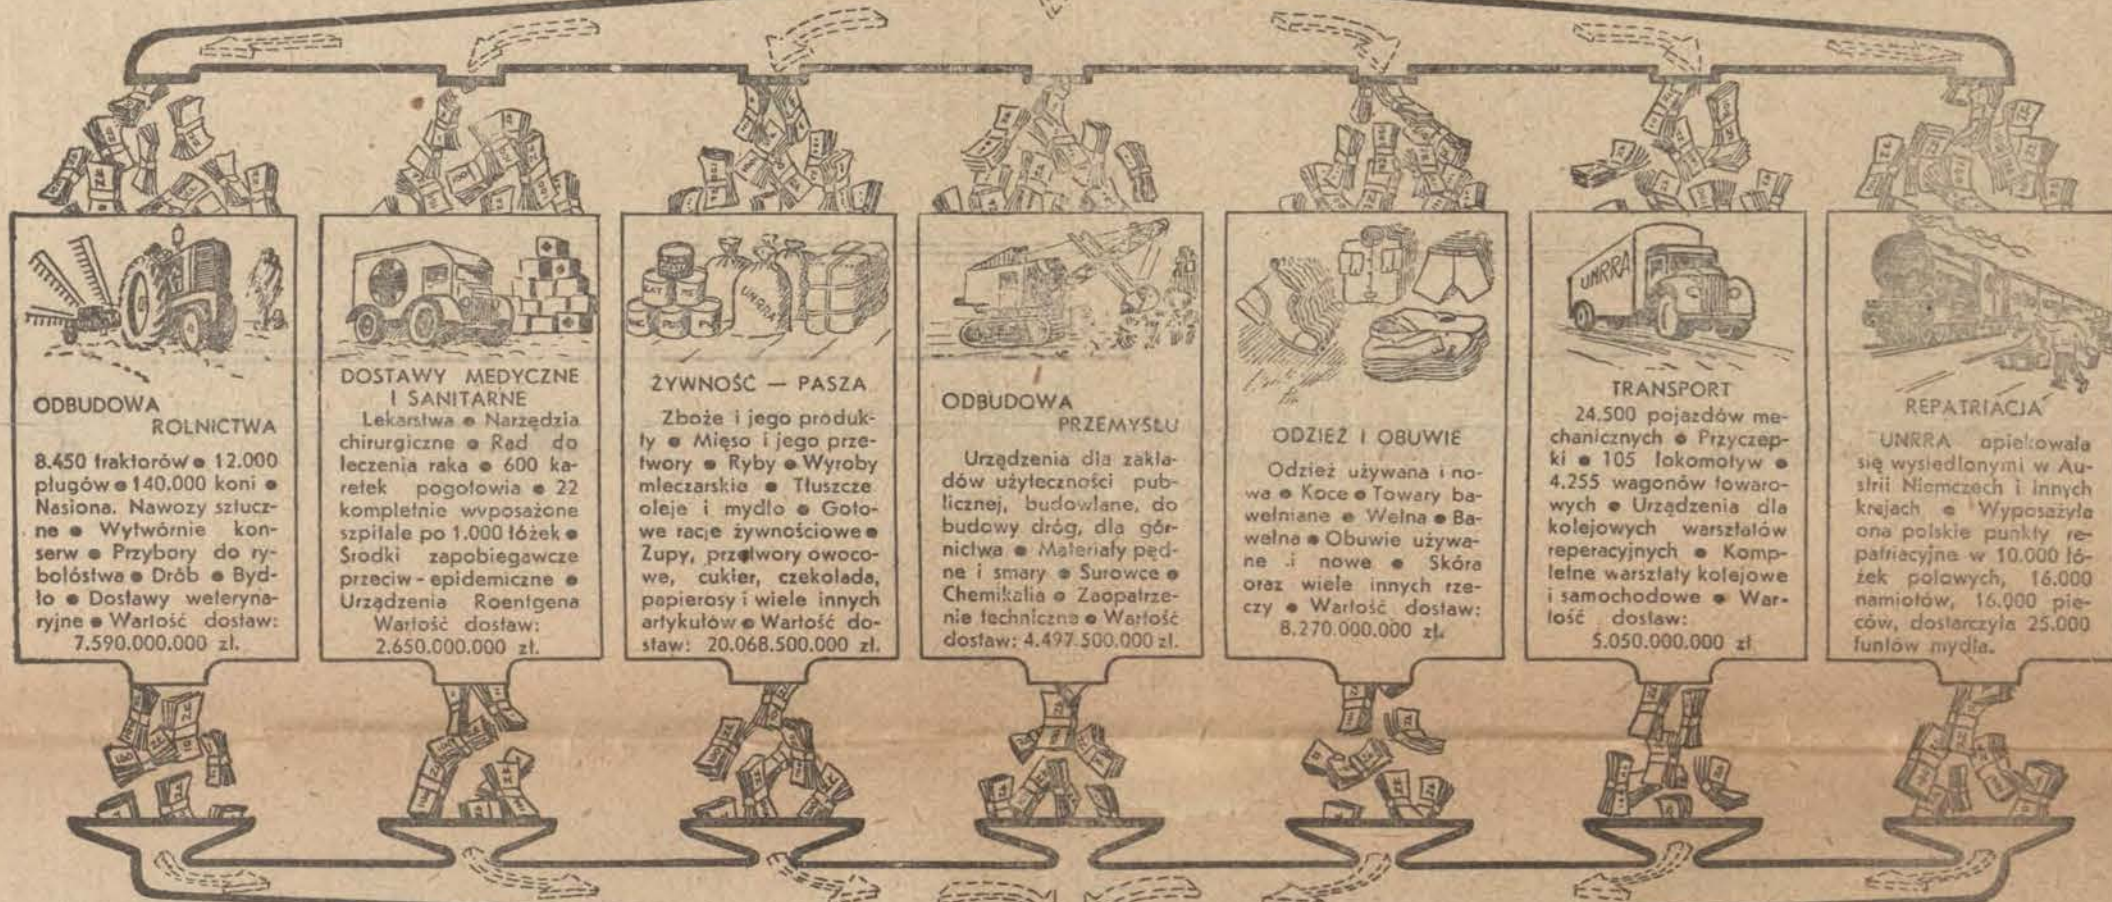 ODBUDOWA
ROLNICTWA
8.450 traktorów ● 12.000
pługów ● 140.000 koni ●
Nasiona. Nawozy sztucz-
ne ● Wytwórnie kon-
serw ● Przybory do ry-
bołóstwa ● Drób ● Byd-
ło ● Dostawy weteryna-
ryjne ● Wartość dostaw:
7.590.000.000 zł.
DOSTAWY MEDYCZNE
I SANITARNE
Lekarstwa ● Narzędzia
chirurgiczne ● Rad do
leczenia raka ● 600 ka-
retek pogotowia ● 22
kompletnie wyposażone
szpitale po 1.000 łóżek ●
Srodki zapobiegawcze
przeciw-epidemiczne ●
Urządzenia Roentgena
Wartość dostaw:
2.650.000.000 zł.
UNRRA
ŻYWNOŚĆ — PASZA
Zboże i jego produk-
ty ● Mięso i jego prze-
twory ● Ryby ● Wyroby
mleczarskie ● Tłuszcze
oleje i mydło ● Goto-
we racje żywnościowe ●
Zupy, przetwory owoco-
we, cukier, czekolada,
papierosy i wiele innych
artykułów ● Wartość do-
staw: 20.068.500.000 zł.
ODBUDOWA
PRZEMYSŁU
Urządzenia dla zakła-
dów użyteczności pub-
licznej, budowlane, do
budowy dróg, dla gór-
nictwa ● Materiały pęd-
ne i smary ● Surowce ●
Chemikalia ● Zaopatrze-
nie techniczne ● Wartość
dostaw: 4.497.500.000 zł.
ODZIEŻ I OBUWIE
Odzież używana i no-
wa ● Koce ● Towary ba-
wełniane ● Wełna ● Ba-
wełna ● Obuwie używa-
ne i nowe ● Skóra
oraz wiele innych rze-
czy ● Wartość dostaw:
8.270.000.000 zł.
UNRRA
TRANSPORT
24.500 pojazdów me-
chanicznych ● Przyczep-
ki ● 105 lokomotyw ●
4.255 wagonów towaro-
wych ● Urządzenia dla
kolejowych warsztatów
reperacyjnych ● Komp-
letne warsztaty kolejowe
i samochodowe ● War-
tość dostaw:
5.050.000.000 zł
REPATRIACJA
UNRRA opiekowała
się wysiedlonymi w Au-
strii Niemczech i innych
krajach ● Wyposażyła
ona polskie punkty re-
patriacyjne w 10.000 łó-
żek polowych, 16.000
namiotów, 16.000 pie-
ców, dostarczyła 25.000
funtów mydła.